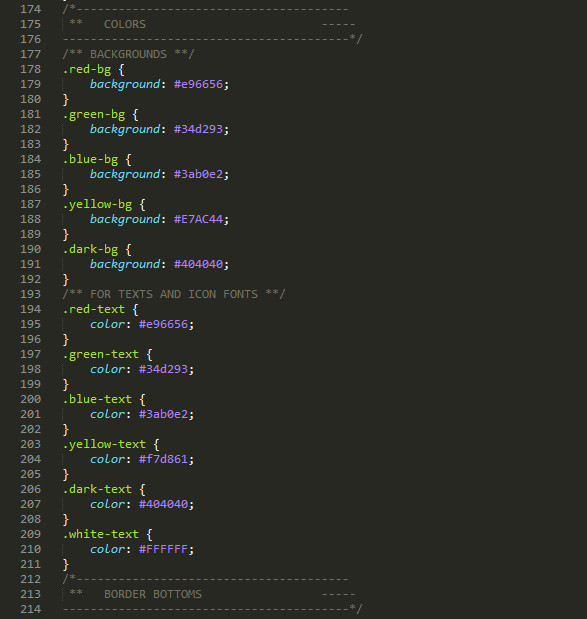 174 /*---------------------------------------
175 **   COLORS                         -----
176 -----------------------------------------*/
177 /** BACKGROUNDS **/
178 .red-bg {
179     background: #e96656;
180 }
181 .green-bg {
182     background: #34d293;
183 }
184 .blue-bg {
185     background: #3ab0e2;
186 }
187 .yellow-bg {
188     background: #E7AC44;
189 }
190 .dark-bg {
191     background: #404040;
192 }
193 /** FOR TEXTS AND ICON FONTS **/
194 .red-text {
195     color: #e96656;
196 }
197 .green-text {
198     color: #34d293;
199 }
200 .blue-text {
201     color: #3ab0e2;
202 }
203 .yellow-text {
204     color: #f7d861;
205 }
206 .dark-text {
207     color: #404040;
208 }
209 .white-text {
210     color: #FFFFFF;
211 }
212 /*---------------------------------------
213 **   BORDER BOTTOMS                 -----
214 -----------------------------------------*/